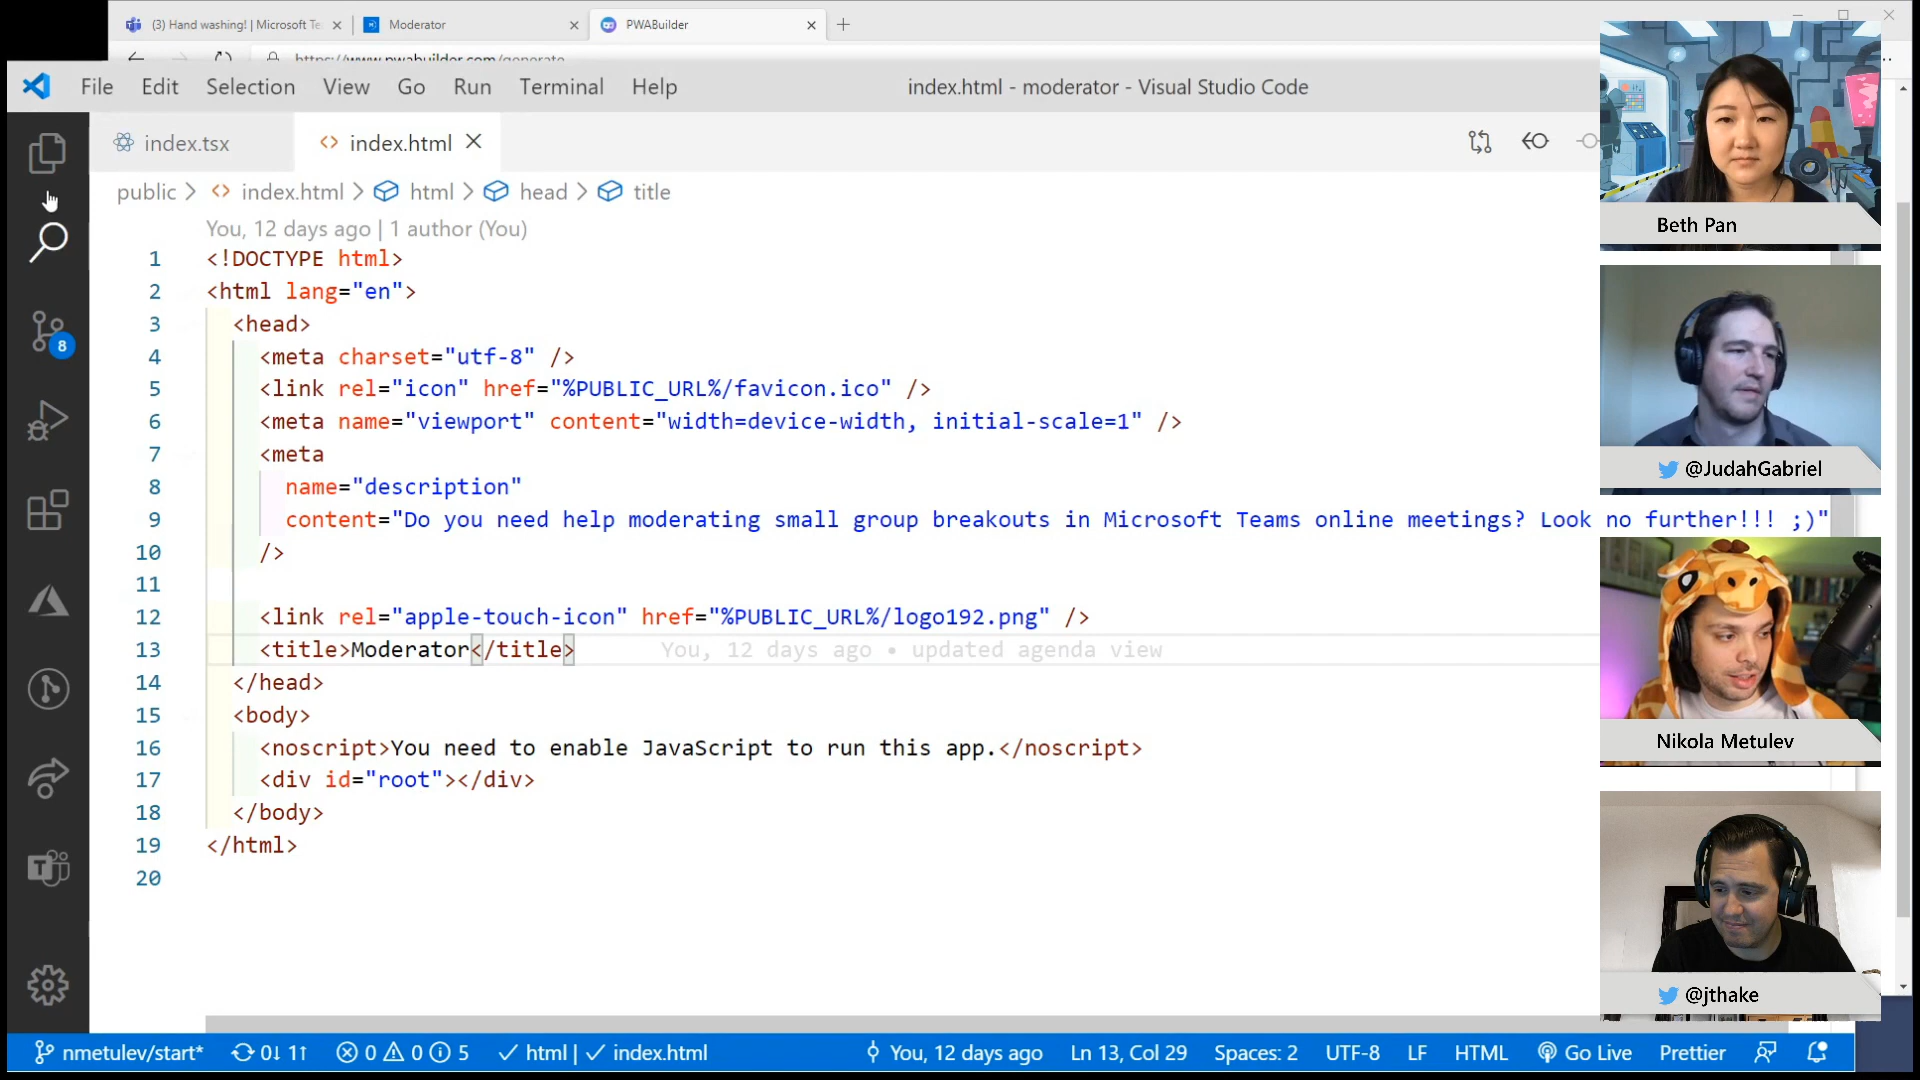 (3) Hand washing! | Microsoft Te
Moderator
PWABuilder
https://www.pwabuilder.com/generate
File Edit Selection View Go Run Terminal Help
index.html - moderator - Visual Studio Code
index.tsx
index.html
public > index.html > html > head > title
You, 12 days ago | 1 author (You)
1 <!DOCTYPE html>
2 <html lang="en">
3 <head>
4 <meta charset="utf-8" />
5 <link rel="icon" href="%PUBLIC_URL%/favicon.ico" />
6 <meta name="viewport" content="width=device-width, initial-scale=1" />
7 <meta
8 name="description"
9 content="Do you need help moderating small group breakouts in Microsoft Teams online meetings? Look no further!!! ;)"
10 />
11
12 <link rel="apple-touch-icon" href="%PUBLIC_URL%/logo192.png" />
13 <title>Moderator</title> You, 12 days ago • updated agenda view
14 </head>
15 <body>
16 <noscript>You need to enable JavaScript to run this app.</noscript>
17 <div id="root"></div>
18 </body>
19 </html>
20
8
T
Beth Pan
@JudahGabriel
Nikola Metulev
@jthake
nmetulev/start* 0↓ 1↑ 0 0 5 html | index.html
You, 12 days ago Ln 13, Col 29 Spaces: 2 UTF-8 LF HTML Go Live Prettier